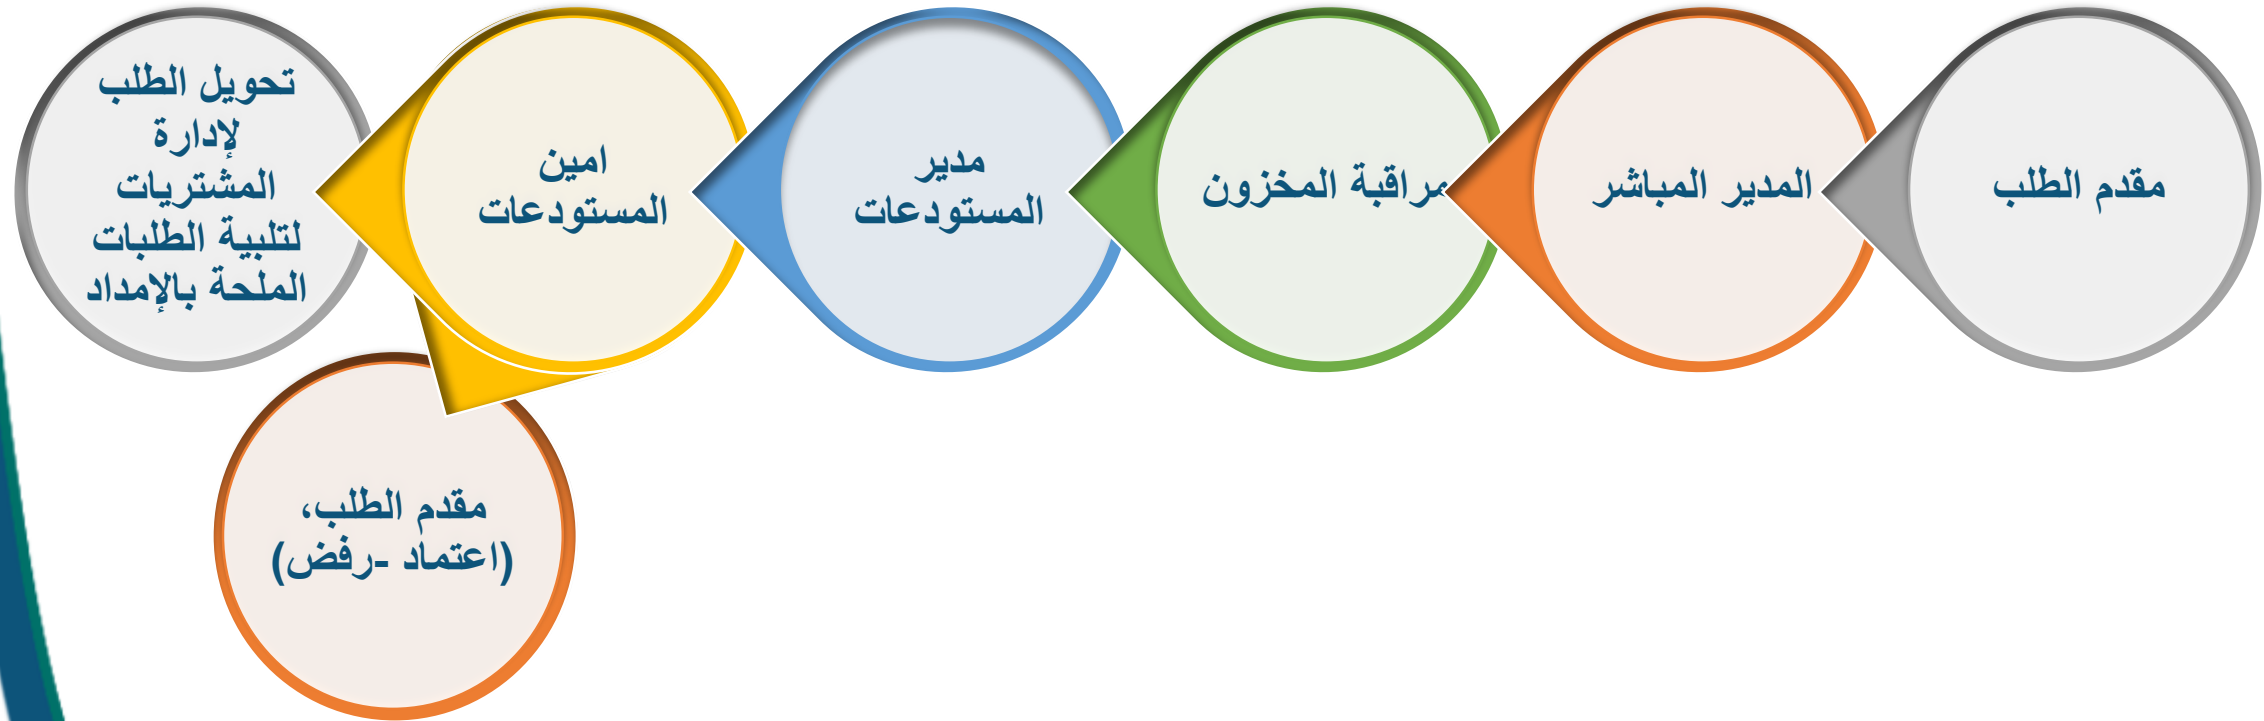 مقدم الطلب
المدير المباشر
مراقبة المخزون
مدير
المستودعات
امين
المستودعات
تحويل الطلب
لإدارة
المشتريات
لتلبية الطلبات
الملحة بالإمداد
مقدم الطلب،
(اعتماد -رفض)